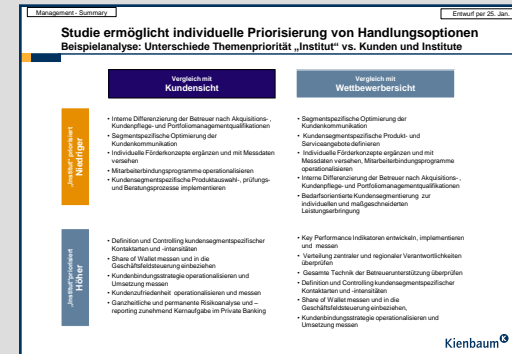 Management - Summary
Entwurf per 25. Jan.
Studie ermöglicht individuelle Priorisierung von Handlungsoptionen
Beispielanalyse: Unterschiede Themenpriorität „Institut“ vs. Kunden und Institute
Vergleich mit
Kundensicht
Vergleich mit
Wettbewerbersicht
„Institut“ priorisiert
Niedriger
• Interne Differenzierung der Betreuer nach Akquisitions-,
Kundenpflege- und Portfoliomanagementqualifikationen
• Segmentspezifische Optimierung der
Kundenkommunikation
• Individuelle Förderkonzepte ergänzen und mit Messdaten
versehen
• Mitarbeiterbindungsprogramme operationalisieren
• Kundensegmentspezifische Produktauswahl-, prüfungs-
und Beratungsprozesse implementieren
• Segmentspezifische Optimierung der
Kundenkommunikation
• Kundensegmentspezifische Produkt- und
Serviceangebote definieren
• Individuelle Förderkonzepte ergänzen und mit
Messdaten versehen, Mitarbeiterbindungsprogramme
operationalisieren
• Interne Differenzierung der Betreuer nach Akquisitions-,
Kundenpflege- und Portfoliomanagementqualifikationen
• Bedarfsorientierte Kundensegmentierung zur
individuellen und maßgeschneiderten
Leistungserbringung
„Institut“priorisiert
Höher
• Definition und Controlling kundensegmentspezifischer
Kontaktarten und -intensitäten
• Share of Wallet messen und in die
Geschäftsfeldsteuerung einbeziehen
• Kundenbindungsstrategie operationalisieren und
Umsetzung messen
• Kundenzufriedenheit operationalisieren und messen
• Ganzheitliche und permanente Risikoanalyse und –
reporting zunehmend Kernaufgabe im Private Banking
• Key Performance Indikatoren entwickeln, implementieren
und messen
• Verteilung zentraler und regionaler Verantwortlichkeiten
überprüfen
• Gesamte Technik der Betreuerunterstützung überprüfen
• Definition und Controlling kundensegmentspezifischer
Kontaktarten und -intensitäten
• Share of Wallet messen und in die
Geschäftsfeldsteuerung einbeziehen,
• Kundenbindungsstrategie operationalisieren und
Umsetzung messen
Kienbaum